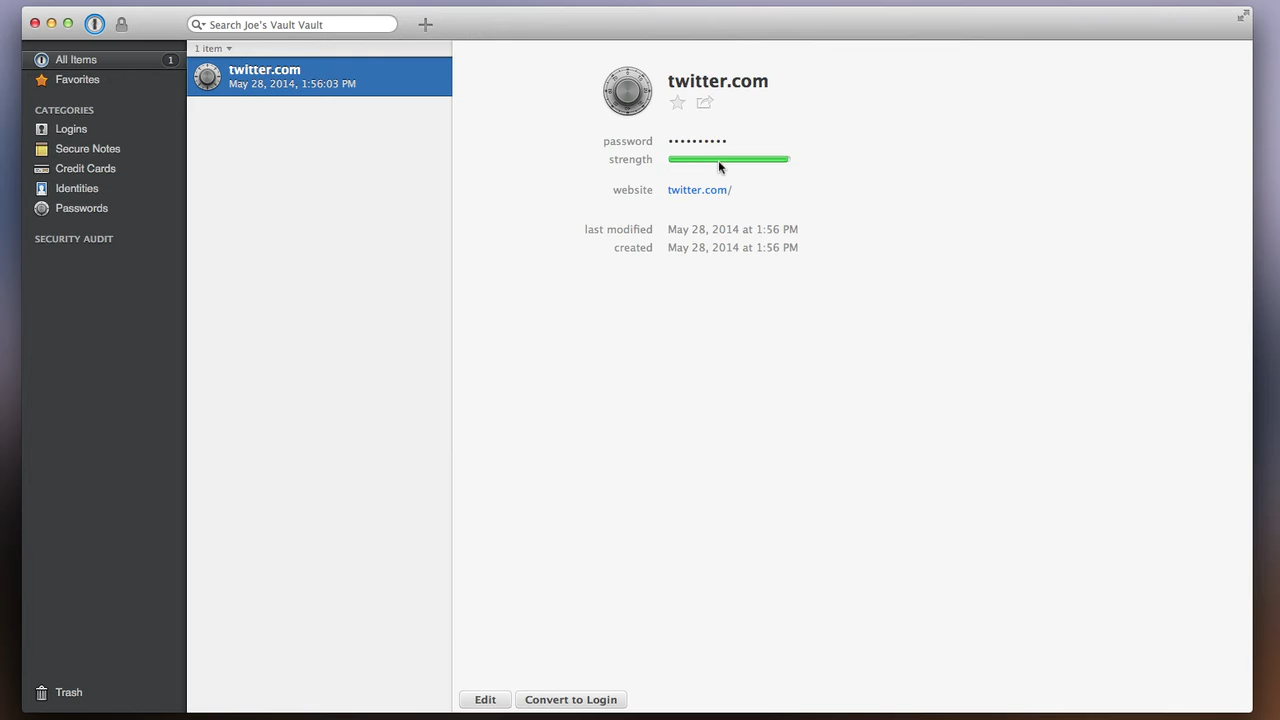 Search Joe's Vault Vault
All Items 1
Favorites
CATEGORIES
Logins
Secure Notes
Credit Cards
Identities
Passwords
SECURITY AUDIT
Trash
1 item
twitter.com
May 28, 2014, 1:56:03 PM
twitter.com
password ••••••••••
strength
website twitter.com/
last modified May 28, 2014 at 1:56 PM
created May 28, 2014 at 1:56 PM
Edit Convert to Login